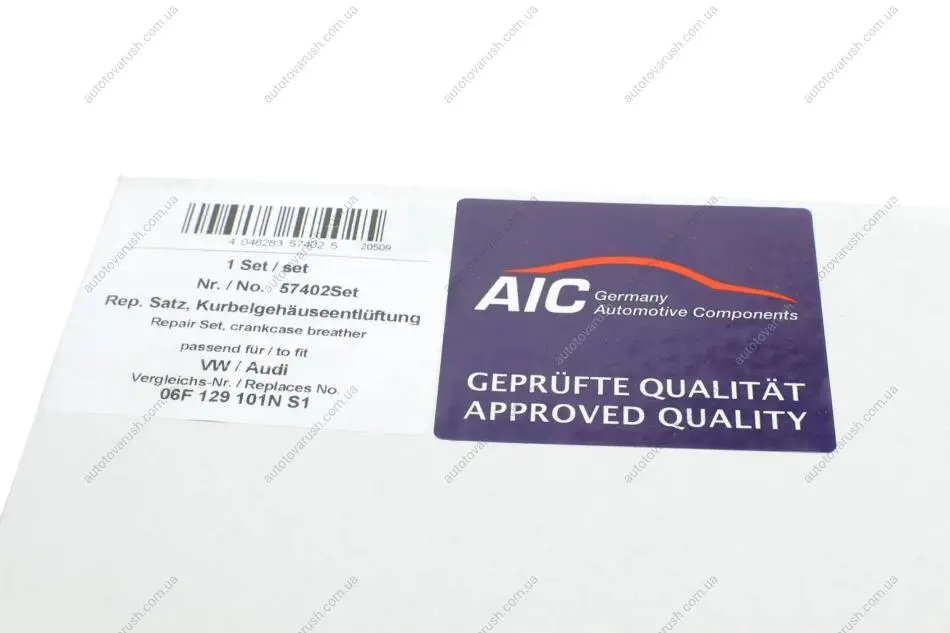 4 046283 57402 5
20509
1 Set / set
Nr. / No. 57402Set
Rep. Satz, Kurbelgehäuseentlüftung
Repair Set, crankcase breather
passend für / to fit
VW / Audi
Vergleichs-Nr. / Replaces No.
06F 129 101N S1
AIC Germany
Automotive Components
GEPRÜFTE QUALITÄT
APPROVED QUALITY
autotovarush.com.ua